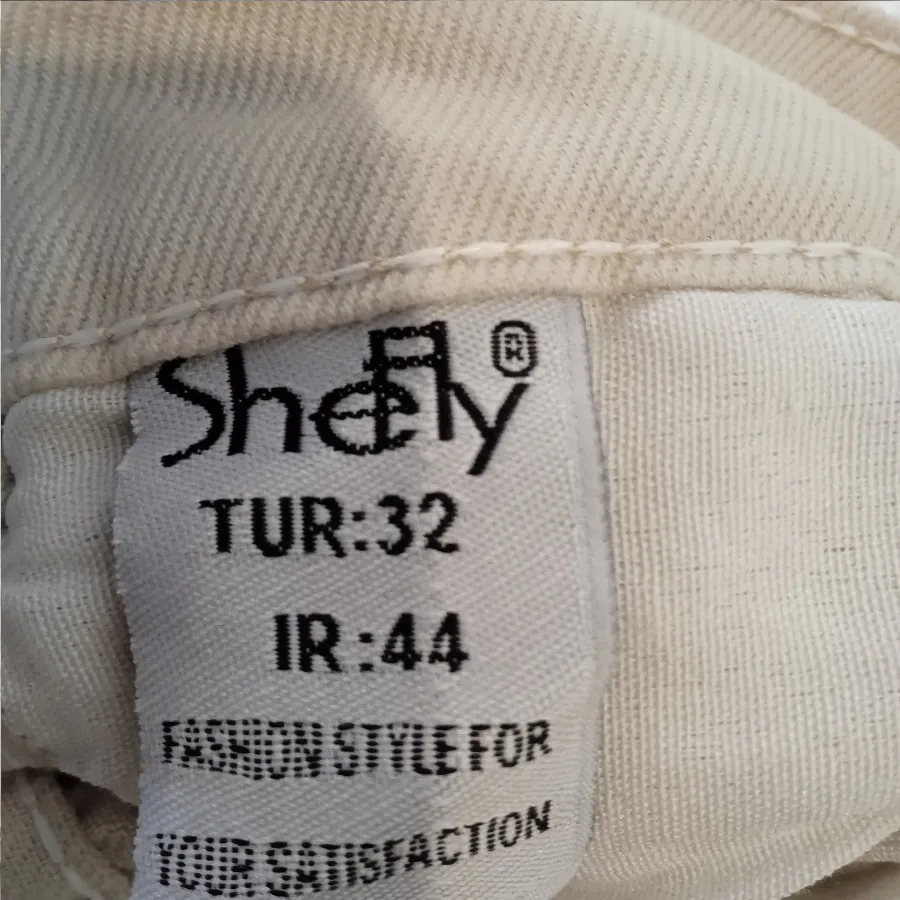 Sheely®
TUR:32
IR:44
FASHION STYLE FOR
YOUR SATISFACTION